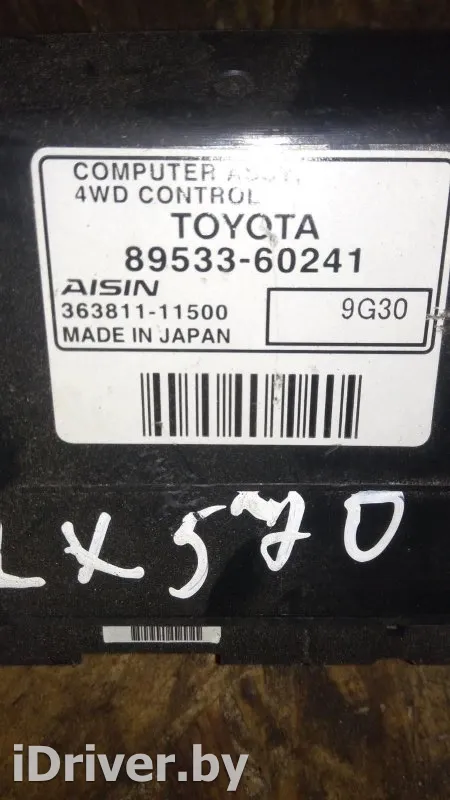 COMPUTER ASSY,
4WD CONTROL
TOYOTA
89533-60241
AISIN
363811-11500
9G30
MADE IN JAPAN
LX570
iDriver.by